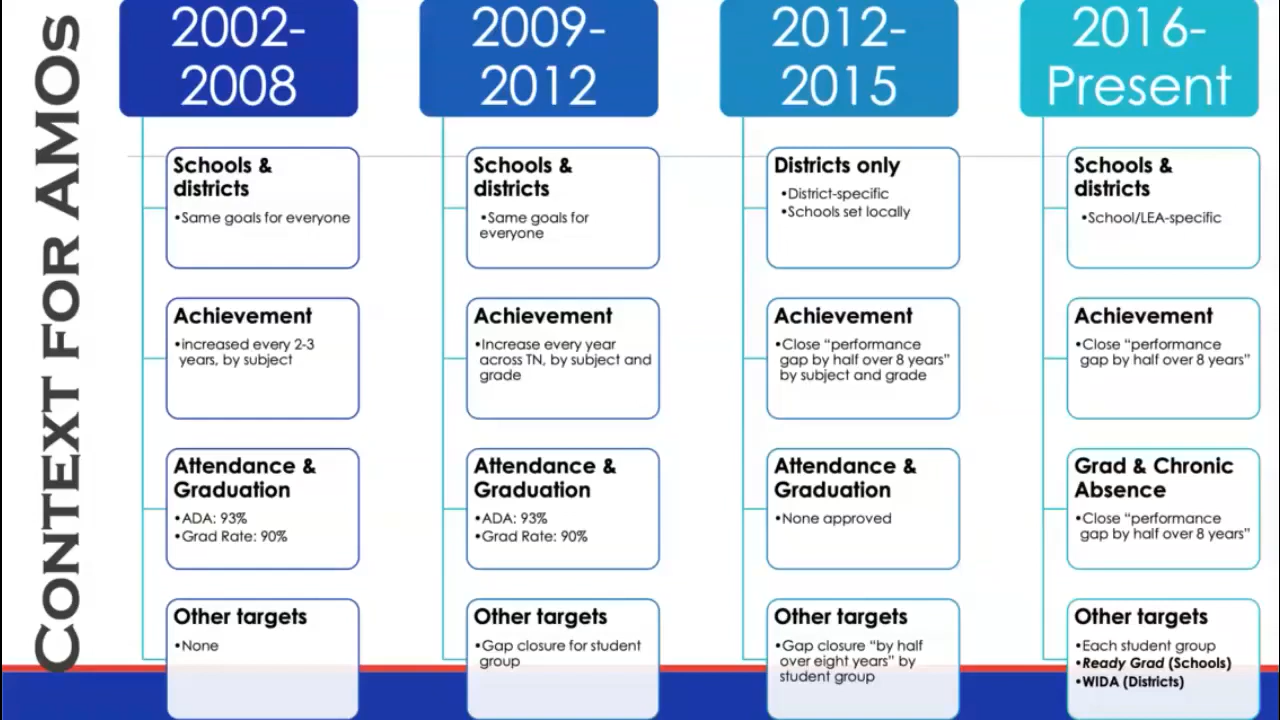 CONTEXT FOR AMOS
2002-
2008
Schools &
districts
•Same goals for everyone
Achievement
•increased every 2-3
years, by subject
Attendance &
Graduation
•ADA: 93%
•Grad Rate: 90%
Other targets
•None
2009-
2012
Schools &
districts
•Same goals for
everyone
Achievement
•Increase every year
across TN, by subject and
grade
Attendance &
Graduation
•ADA: 93%
•Grad Rate: 90%
Other targets
•Gap closure for student
group
2012-
2015
Districts only
•District-specific
•Schools set locally
Achievement
•Close “performance
gap by half over 8 years”
by subject and grade
Attendance &
Graduation
•None approved
Other targets
•Gap closure “by half
over eight years” by
student group
2016-
Present
Schools &
districts
•School/LEA-specific
Achievement
•Close “performance
gap by half over 8 years”
Grad & Chronic
Absence
•Close “performance
gap by half over 8 years”
Other targets
•Each student group
•Ready Grad (Schools)
•WIDA (Districts)